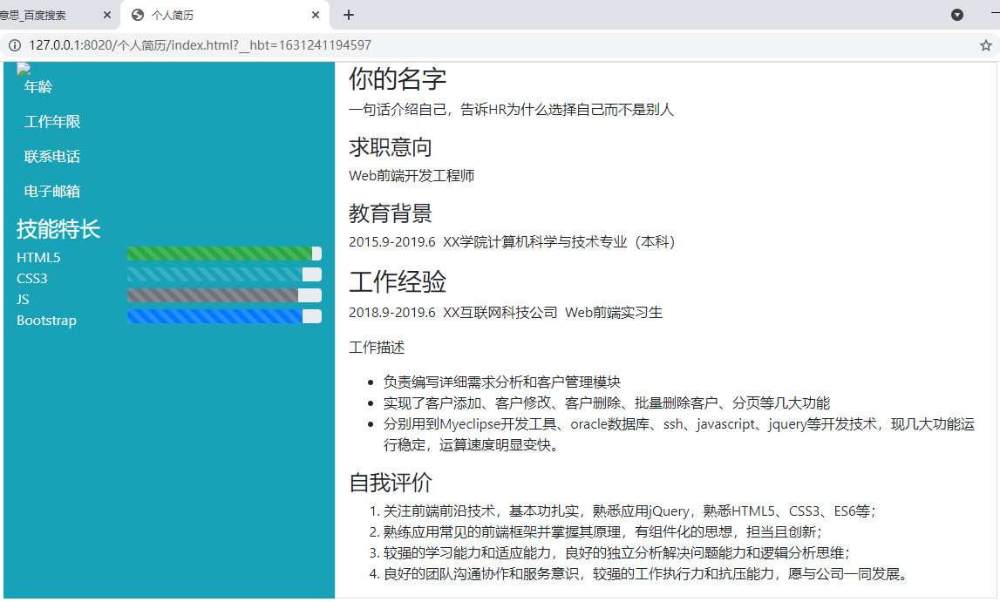 意思_百度搜索
个人简历
127.0.0.1:8020/个人简历/index.html?__hbt=1631241194597
年龄
工作年限
联系电话
电子邮箱
技能特长
HTML5
CSS3
JS
Bootstrap
你的名字
一句话介绍自己，告诉HR为什么选择自己而不是别人
求职意向
Web前端开发工程师
教育背景
2015.9-2019.6 XX学院计算机科学与技术专业（本科）
工作经验
2018.9-2019.6 XX互联网科技公司 Web前端实习生
工作描述
负责编写详细需求分析和客户管理模块
实现了客户添加、客户修改、客户删除、批量删除客户、分页等几大功能
分别用到Myeclipse开发工具、oracle数据库、ssh、javascript、jquery等开发技术，现几大功能运
行稳定，运算速度明显变快。
自我评价
1. 关注前端前沿技术，基本功扎实，熟悉应用jQuery，熟悉HTML5、CSS3、ES6等；
2. 熟练应用常见的前端框架并掌握其原理，有组件化的思想，担当且创新；
3. 较强的学习能力和适应能力，良好的独立分析解决问题能力和逻辑分析思维；
4. 良好的团队沟通协作和服务意识，较强的工作执行力和抗压能力，愿与公司一同发展。